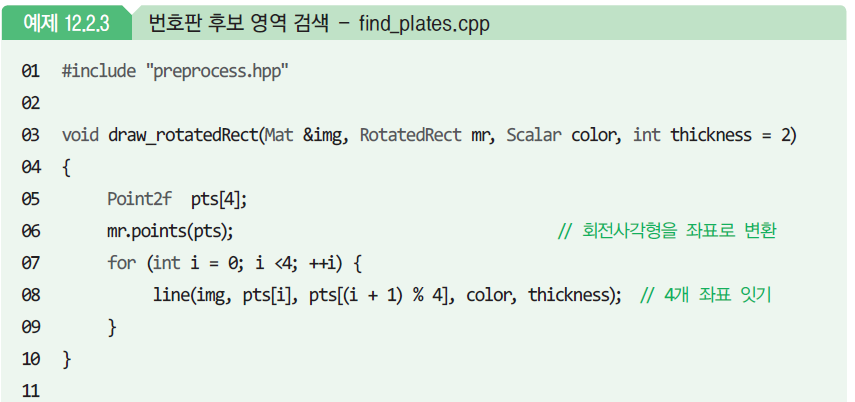 예제 12.2.3 번호판 후보 영역 검색 - find_plates.cpp
01 #include "preprocess.hpp"
02
03 void draw_rotatedRect(Mat &img, RotatedRect mr, Scalar color, int thickness = 2)
04 {
05 Point2f pts[4];
06 mr.points(pts); // 회전사각형을 좌표로 변환
07 for (int i = 0; i <4; ++i) {
08 line(img, pts[i], pts[(i + 1) % 4], color, thickness); // 4개 좌표 잇기
09 }
10 }
11